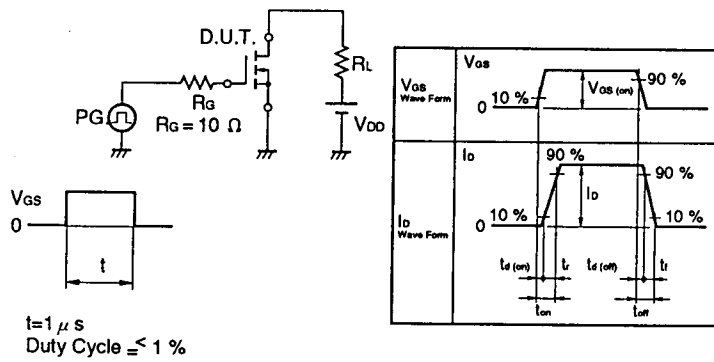 D.U.T.
RL
RG
PG.
RG = 10 Ω
VDD
VGS
0
t
t=1 μ s
Duty Cycle ≦ 1 %
VGS
Wave Form
VGS
10 %
90 %
VGS (on)
0
ID
Wave Form
ID
90 %
90 %
ID
10 %
10 %
0
td (on)
tr
td (off)
tf
ton
toff